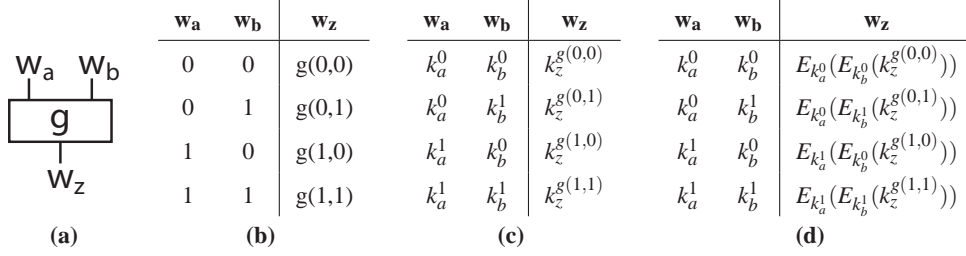 w_a w_b w_z w_a w_b w_z w_a w_b w_z
w_a w_b 0 0 g(0,0) k_a^0 k_b^0 k_z^{g(0,0)} k_a^0 k_b^0 E_{k_a^0}(E_{k_b^0}(k_z^{g(0,0)}))
g 0 1 g(0,1) k_a^0 k_b^1 k_z^{g(0,1)} k_a^0 k_b^1 E_{k_a^0}(E_{k_b^1}(k_z^{g(0,1)}))
w_z 1 0 g(1,0) k_a^1 k_b^0 k_z^{g(1,0)} k_a^1 k_b^0 E_{k_a^1}(E_{k_b^0}(k_z^{g(1,0)}))
1 1 g(1,1) k_a^1 k_b^1 k_z^{g(1,1)} k_a^1 k_b^1 E_{k_a^1}(E_{k_b^1}(k_z^{g(1,1)}))
(a) (b) (c) (d)